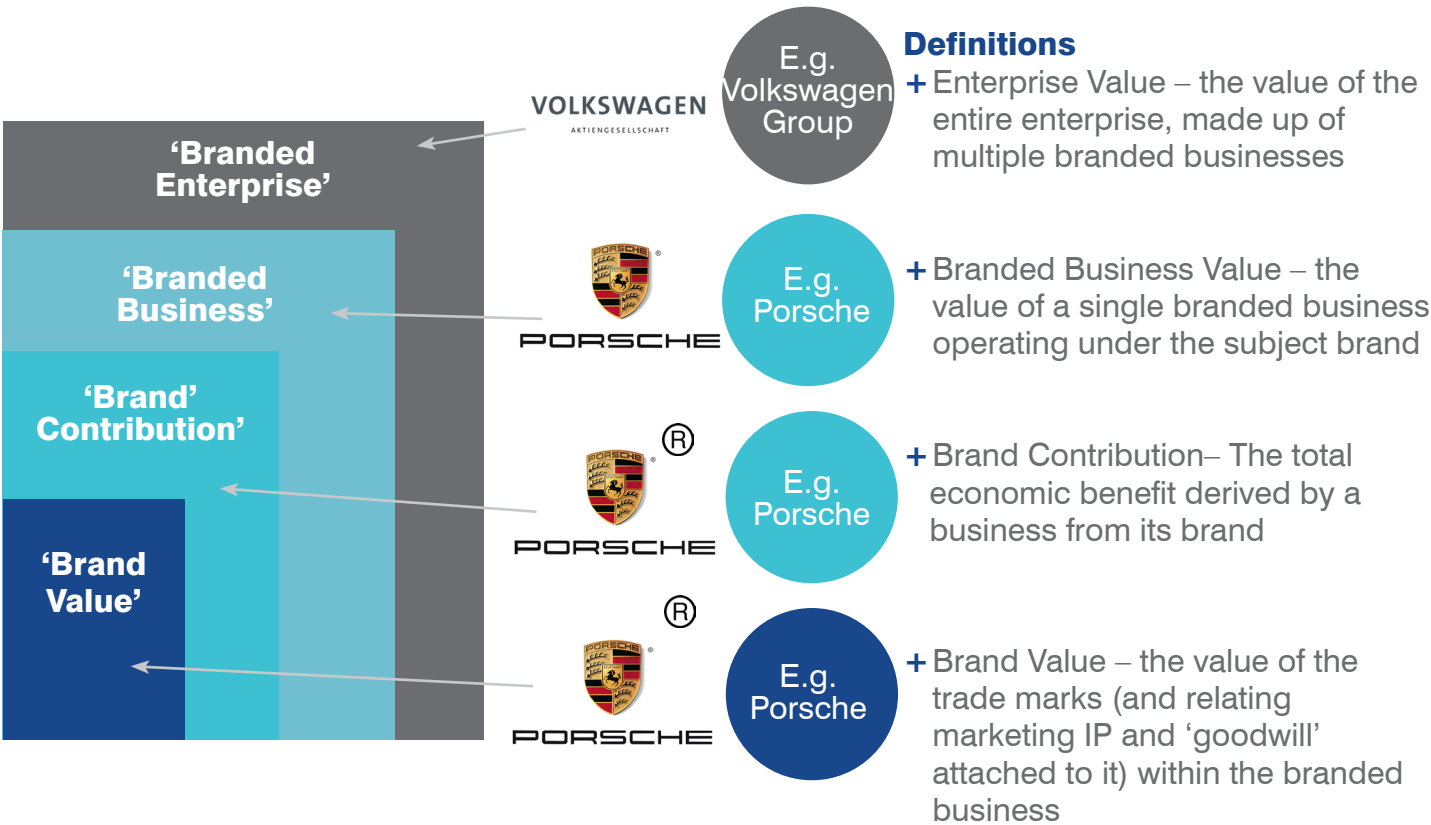 Definitions
E.g.
Volkswagen
Group
+ Enterprise Value – the value of the
entire enterprise, made up of
multiple branded businesses
VOLKSWAGEN
AKTIENGESELLSCHAFT
‘Branded
Enterprise’
‘Branded
Business’
PORSCHE
®
PORSCHE
E.g.
Porsche
+ Branded Business Value – the
value of a single branded business
operating under the subject brand
‘Brand’
Contribution’
®
PORSCHE
®
PORSCHE
E.g.
Porsche
+ Brand Contribution– The total
economic benefit derived by a
business from its brand
‘Brand
Value’
®
PORSCHE
®
PORSCHE
E.g.
Porsche
+ Brand Value – the value of the
trade marks (and relating
marketing IP and ‘goodwill’
attached to it) within the branded
business